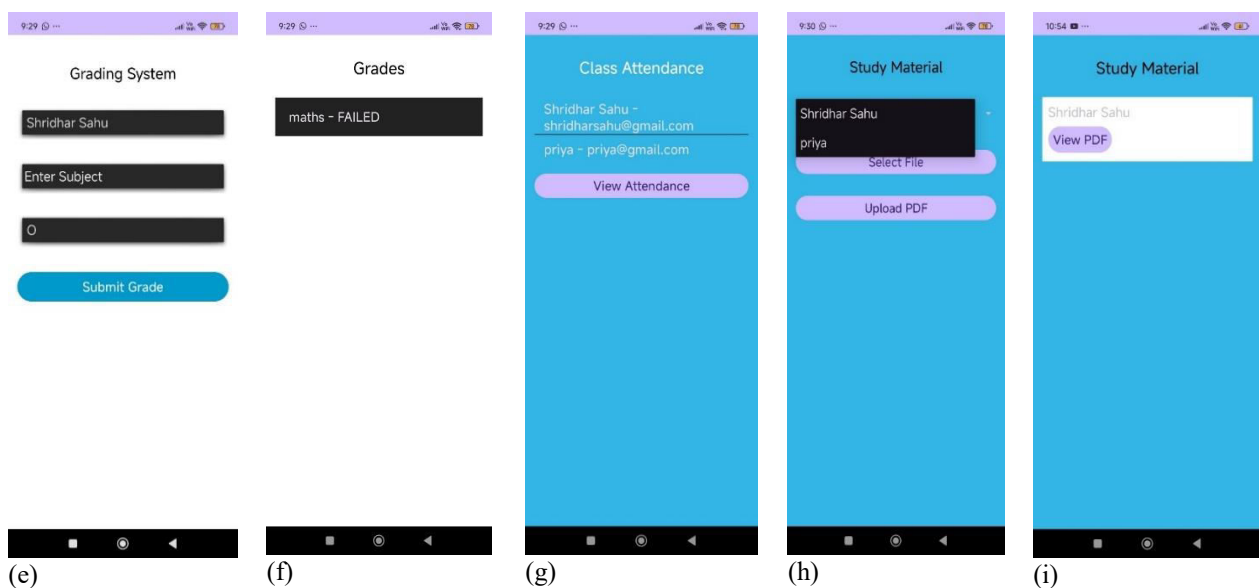 9:29
Grading System
Shridhar Sahu
Enter Subject
O
Submit Grade
(e)
9:29
Grades
maths - FAILED
(f)
9:29
Class Attendance
Shridhar Sahu -
shridharsahu@gmail.com
priya - priya@gmail.com
View Attendance
(g)
9:30
Study Material
Shridhar Sahu
priya
Select File
Upload PDF
(h)
10:54
Study Material
Shridhar Sahu
View PDF
(i)